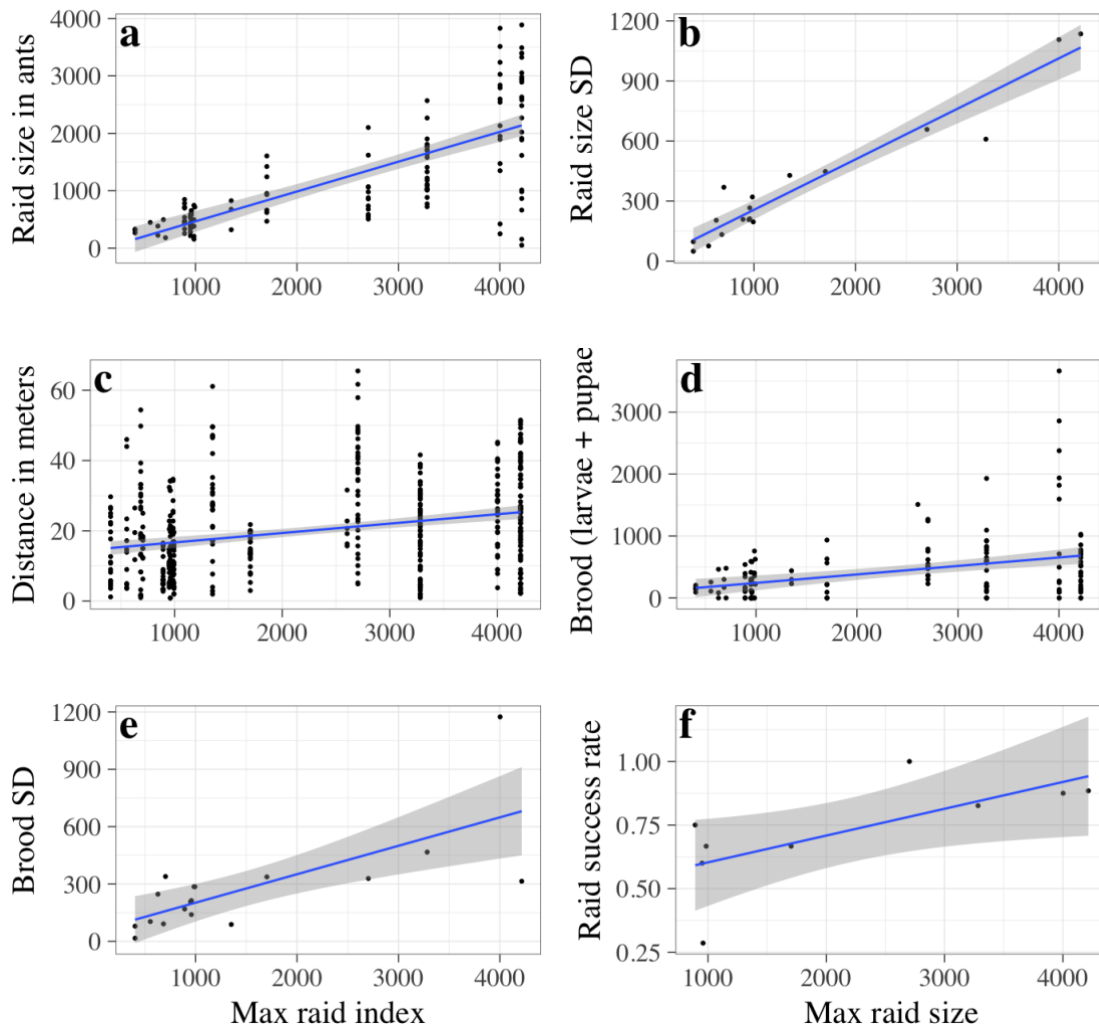 a
Raid size in ants
4000
3000
2000
1000
0
1000 2000 3000 4000
b
Raid size SD
1200
900
600
300
0
1000 2000 3000 4000
c
Distance in meters
60
40
20
0
1000 2000 3000 4000
d
Brood (larvae + pupae
3000
2000
1000
0
1000 2000 3000 4000
e
Brood SD
1200
900
600
300
0
1000 2000 3000 4000
Max raid index
f
Raid success rate
1.00
0.75
0.50
0.25
1000 2000 3000 4000
Max raid size